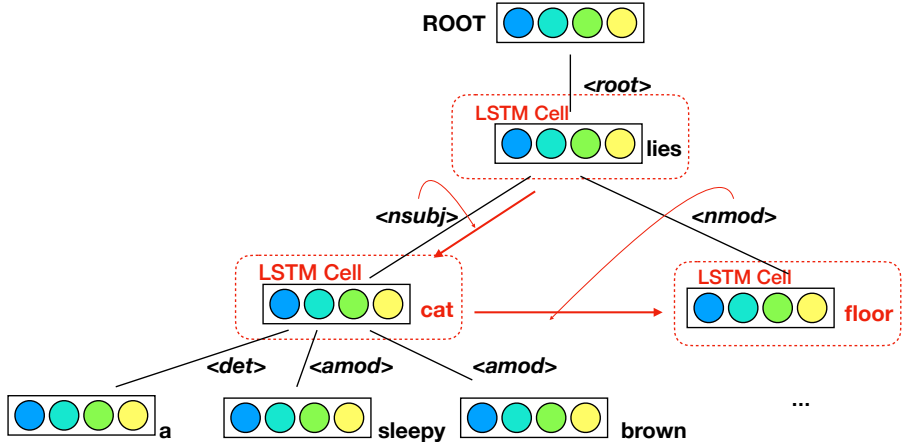 ROOT
<root>
LSTM Cell
lies
<nsubj>
<nmod>
LSTM Cell
cat
LSTM Cell
floor
<det>
<amod>
<amod>
a
sleepy
brown
...